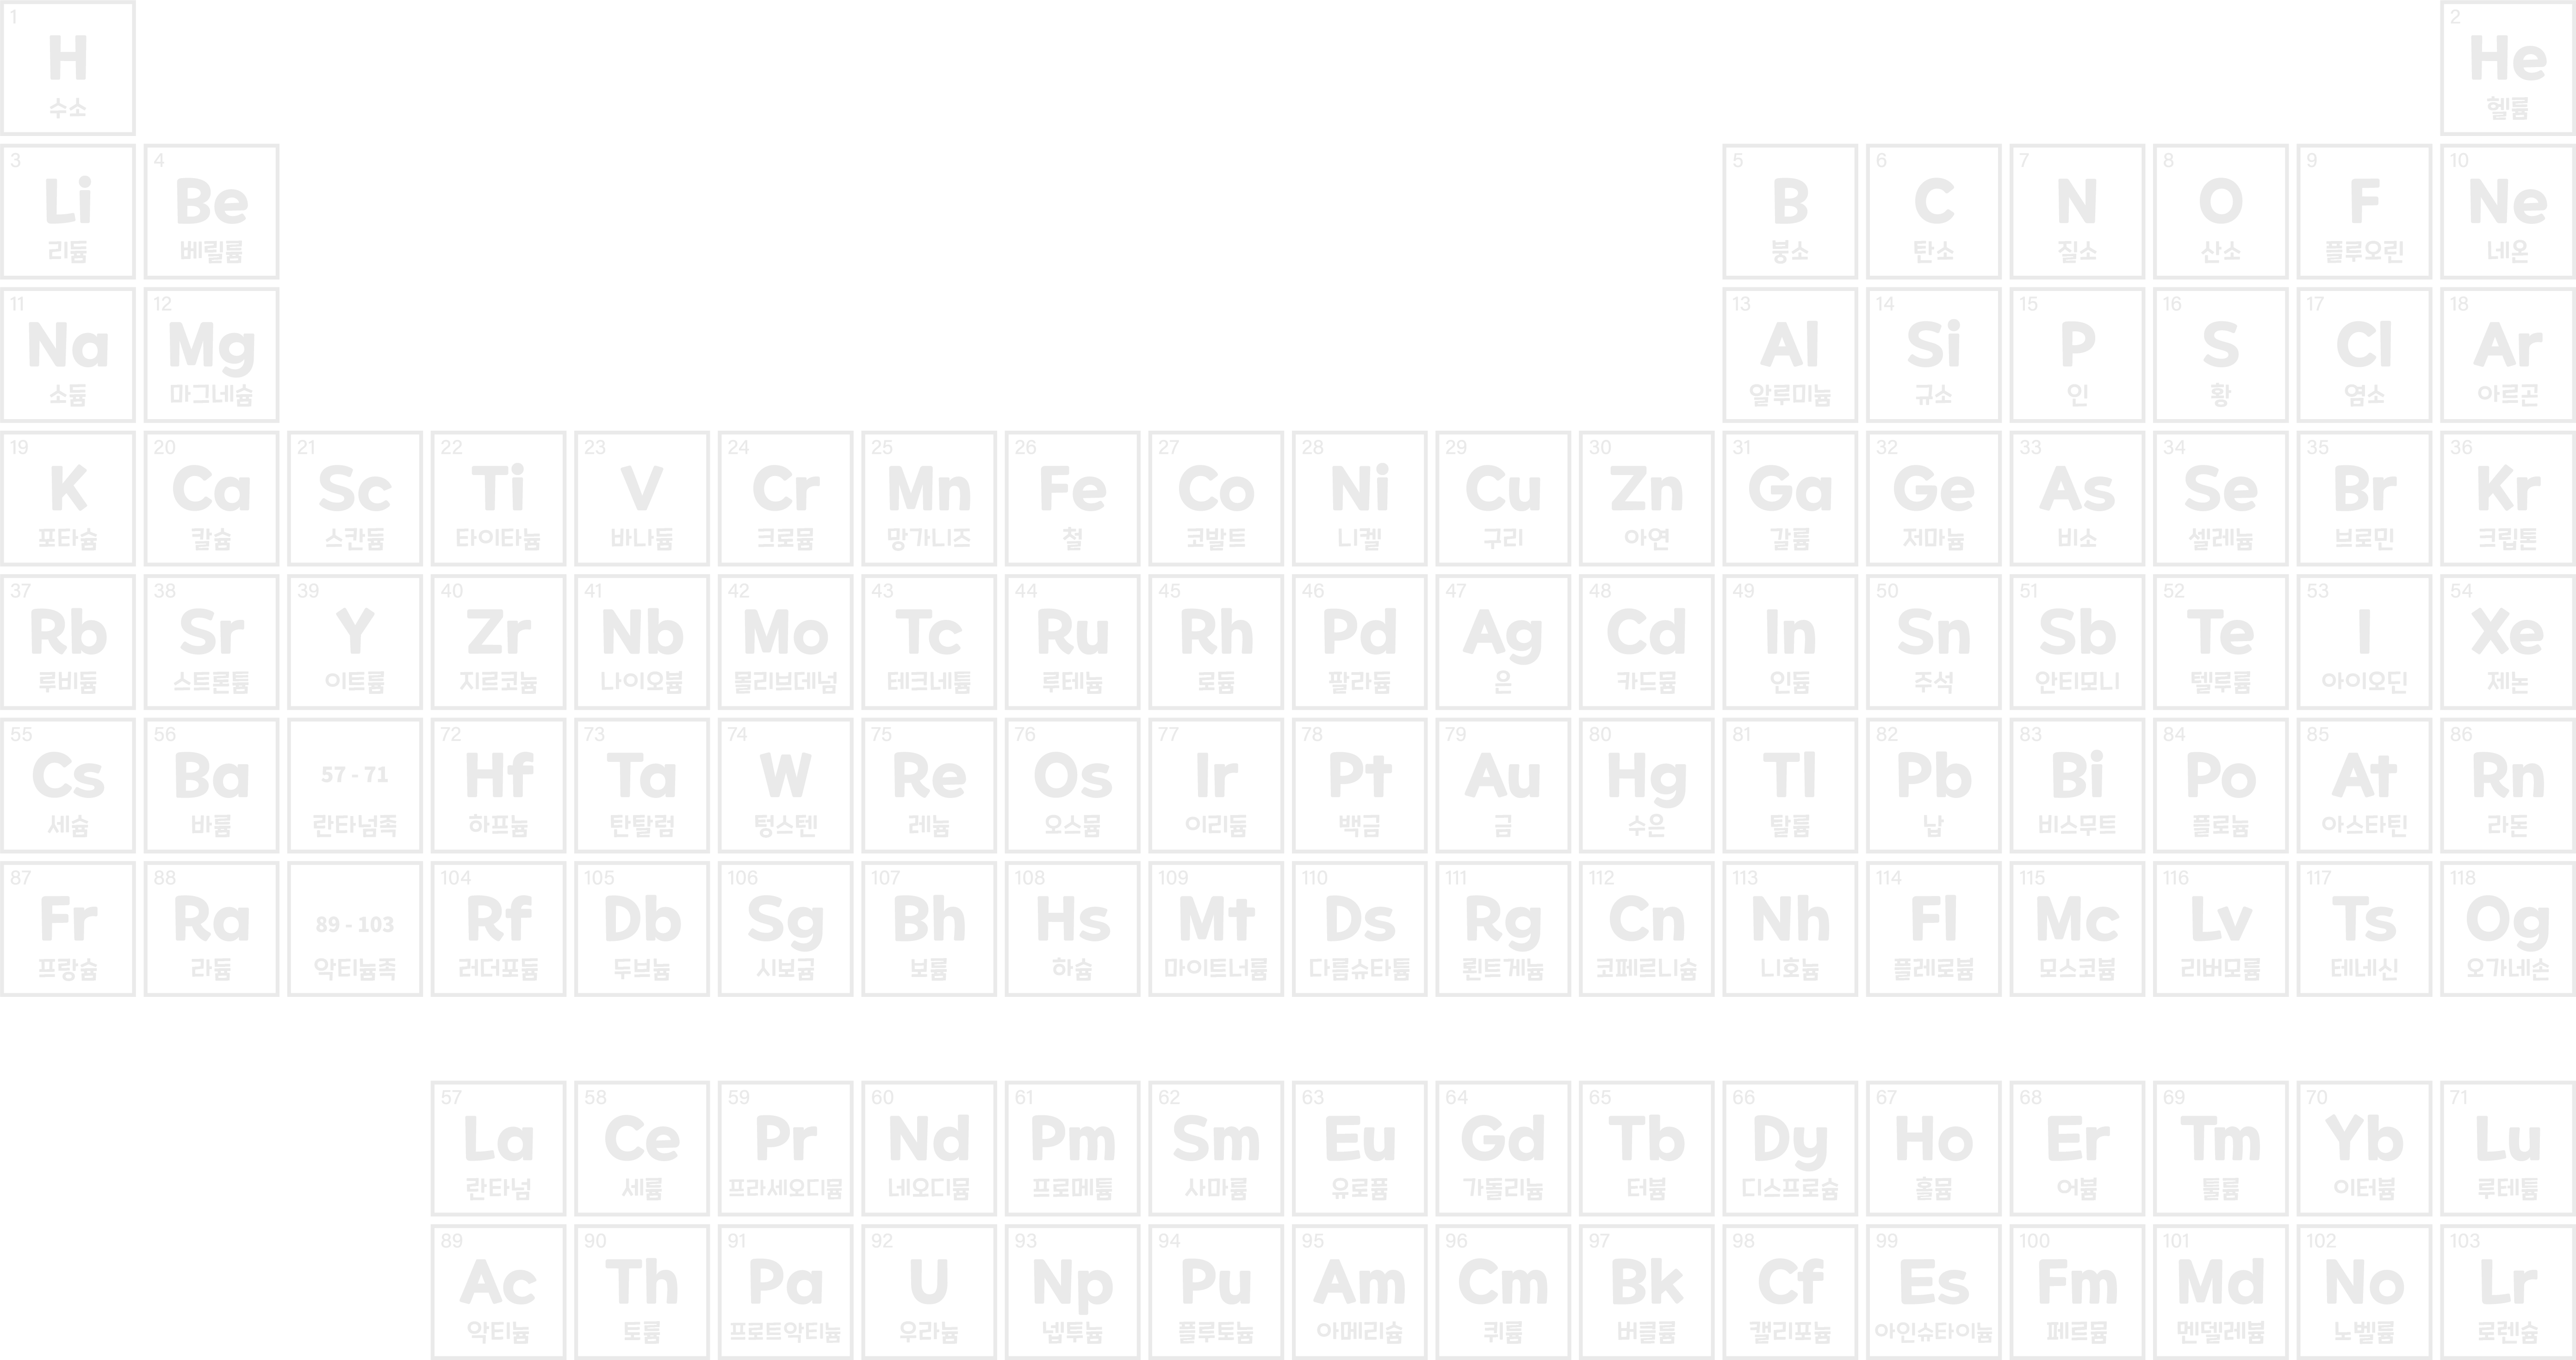 1 2
H He
수소 헬륨
3 4 5 6 7 8 9 10
Li Be B C N O F Ne
리튬 베릴륨 붕소 탄소 질소 산소 플루오린 네온
11 12 13 14 15 16 17 18
Na Mg Al Si P S Cl Ar
소듐 마그네슘 알루미늄 규소 인 황 염소 아르곤
19 20 21 22 23 24 25 26 27 28 29 30 31 32 33 34 35 36
K Ca Sc Ti V Cr Mn Fe Co Ni Cu Zn Ga Ge As Se Br Kr
포타슘 칼슘 스칸듐 타이타늄 바나듐 크로뮴 망가니즈 철 코발트 니켈 구리 아연 갈륨 저마늄 비소 셀레늄 브로민 크립톤
37 38 39 40 41 42 43 44 45 46 47 48 49 50 51 52 53 54
Rb Sr Y Zr Nb Mo Tc Ru Rh Pd Ag Cd In Sn Sb Te I Xe
루비듐 스트론튬 이트륨 지르코늄 나이오븀 몰리브데넘 테크네튬 루테늄 로듐 팔라듐 은 카드뮴 인듐 주석 안티모니 텔루륨 아이오딘 제논
55 56 72 73 74 75 76 77 78 79 80 81 82 83 84 85 86
Cs Ba 57 - 71 Hf Ta W Re Os Ir Pt Au Hg Tl Pb Bi Po At Rn
세슘 바륨 란타넘족 하프늄 탄탈럼 텅스텐 레늄 오스뮴 이리듐 백금 금 수은 탈륨 납 비스무트 플로늄 아스타틴 라돈
87 88 104 105 106 107 108 109 110 111 112 113 114 115 116 117 118
Fr Ra 89 - 103 Rf Db Sg Bh Hs Mt Ds Rg Cn Nh Fl Mc Lv Ts Og
프랑슘 라듐 악티늄족 러더포듐 두브늄 시보귬 보륨 하슘 마이트너륨 다름슈타튬 뢴트게늄 코페르니슘 니호늄 플레로븀 모스코븀 리버모륨 테네신 오가네손
57 58 59 60 61 62 63 64 65 66 67 68 69 70 71
La Ce Pr Nd Pm Sm Eu Gd Tb Dy Ho Er Tm Yb Lu
란타넘 세륨 프라세오디뮴 네오디뮴 프로메튬 사마륨 유로퓸 가돌리늄 터븀 디스프로슘 홀뮴 어븀 툴륨 이터븀 루테튬
89 90 91 92 93 94 95 96 97 98 99 100 101 102 103
Ac Th Pa U Np Pu Am Cm Bk Cf Es Fm Md No Lr
악티늄 토륨 프로트악티늄 우라늄 넵투늄 플루토늄 아메리슘 퀴륨 버클륨 캘리포늄 아인슈타이늄 페르뮴 멘델레븀 노벨륨 로렌슘